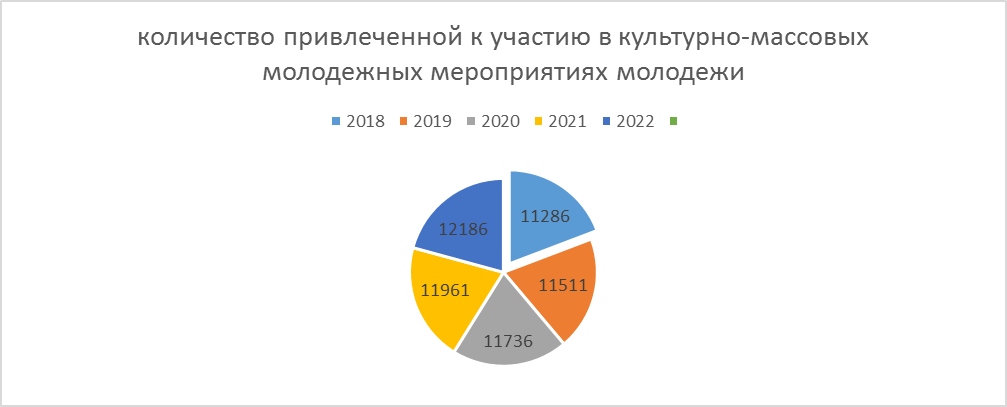 количество привлеченной к участию в культурно-массовых
молодежных мероприятиях молодежи
2018 2019 2020 2021 2022
11286
11511
11736
11961
12186